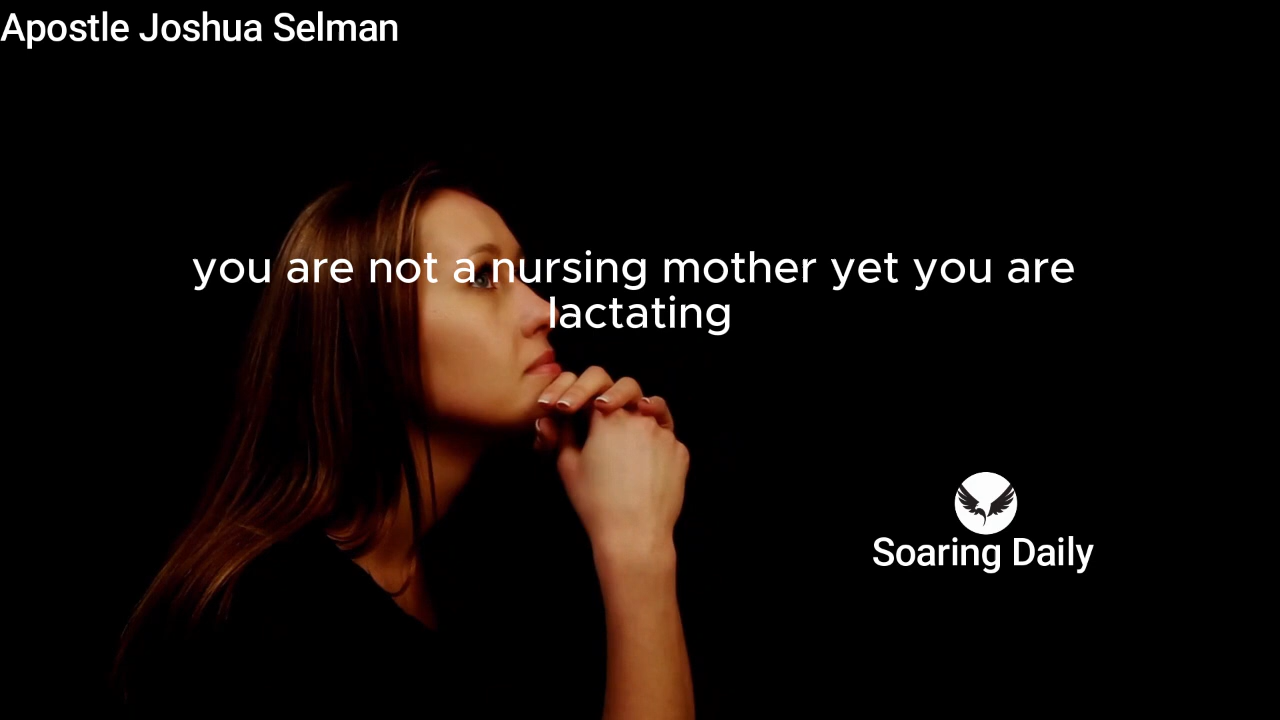 Apostle Joshua Selman
you are not a nursing mother yet you are
lactating
Soaring Daily